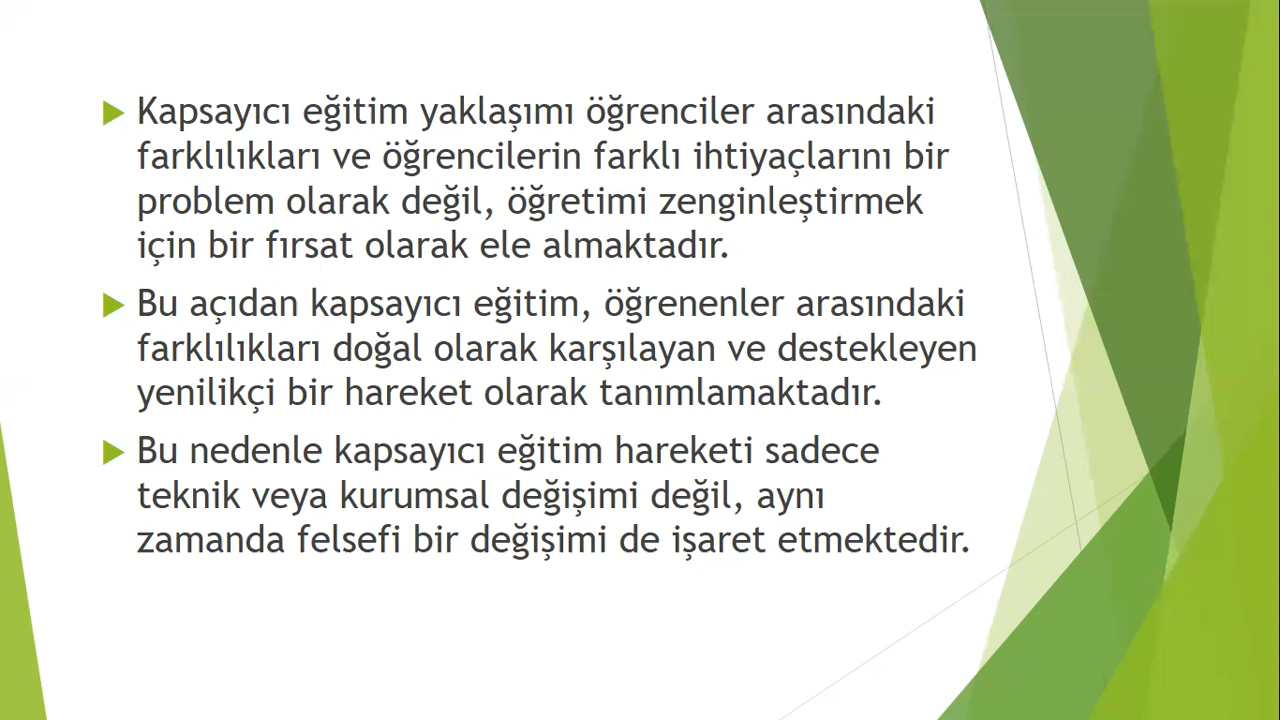 Kapsayıcı eğitim yaklaşımı öğrenciler arasındaki
farklılıkları ve öğrencilerin farklı ihtiyaçlarını bir
problem olarak değil, öğretimi zenginleştirmek
için bir fırsat olarak ele almaktadır.
Bu açıdan kapsayıcı eğitim, öğrenenler arasındaki
farklılıkları doğal olarak karşılayan ve destekleyen
yenilikçi bir hareket olarak tanımlamaktadır.
Bu nedenle kapsayıcı eğitim hareketi sadece
teknik veya kurumsal değişimi değil, aynı
zamanda felsefi bir değişimi de işaret etmektedir.